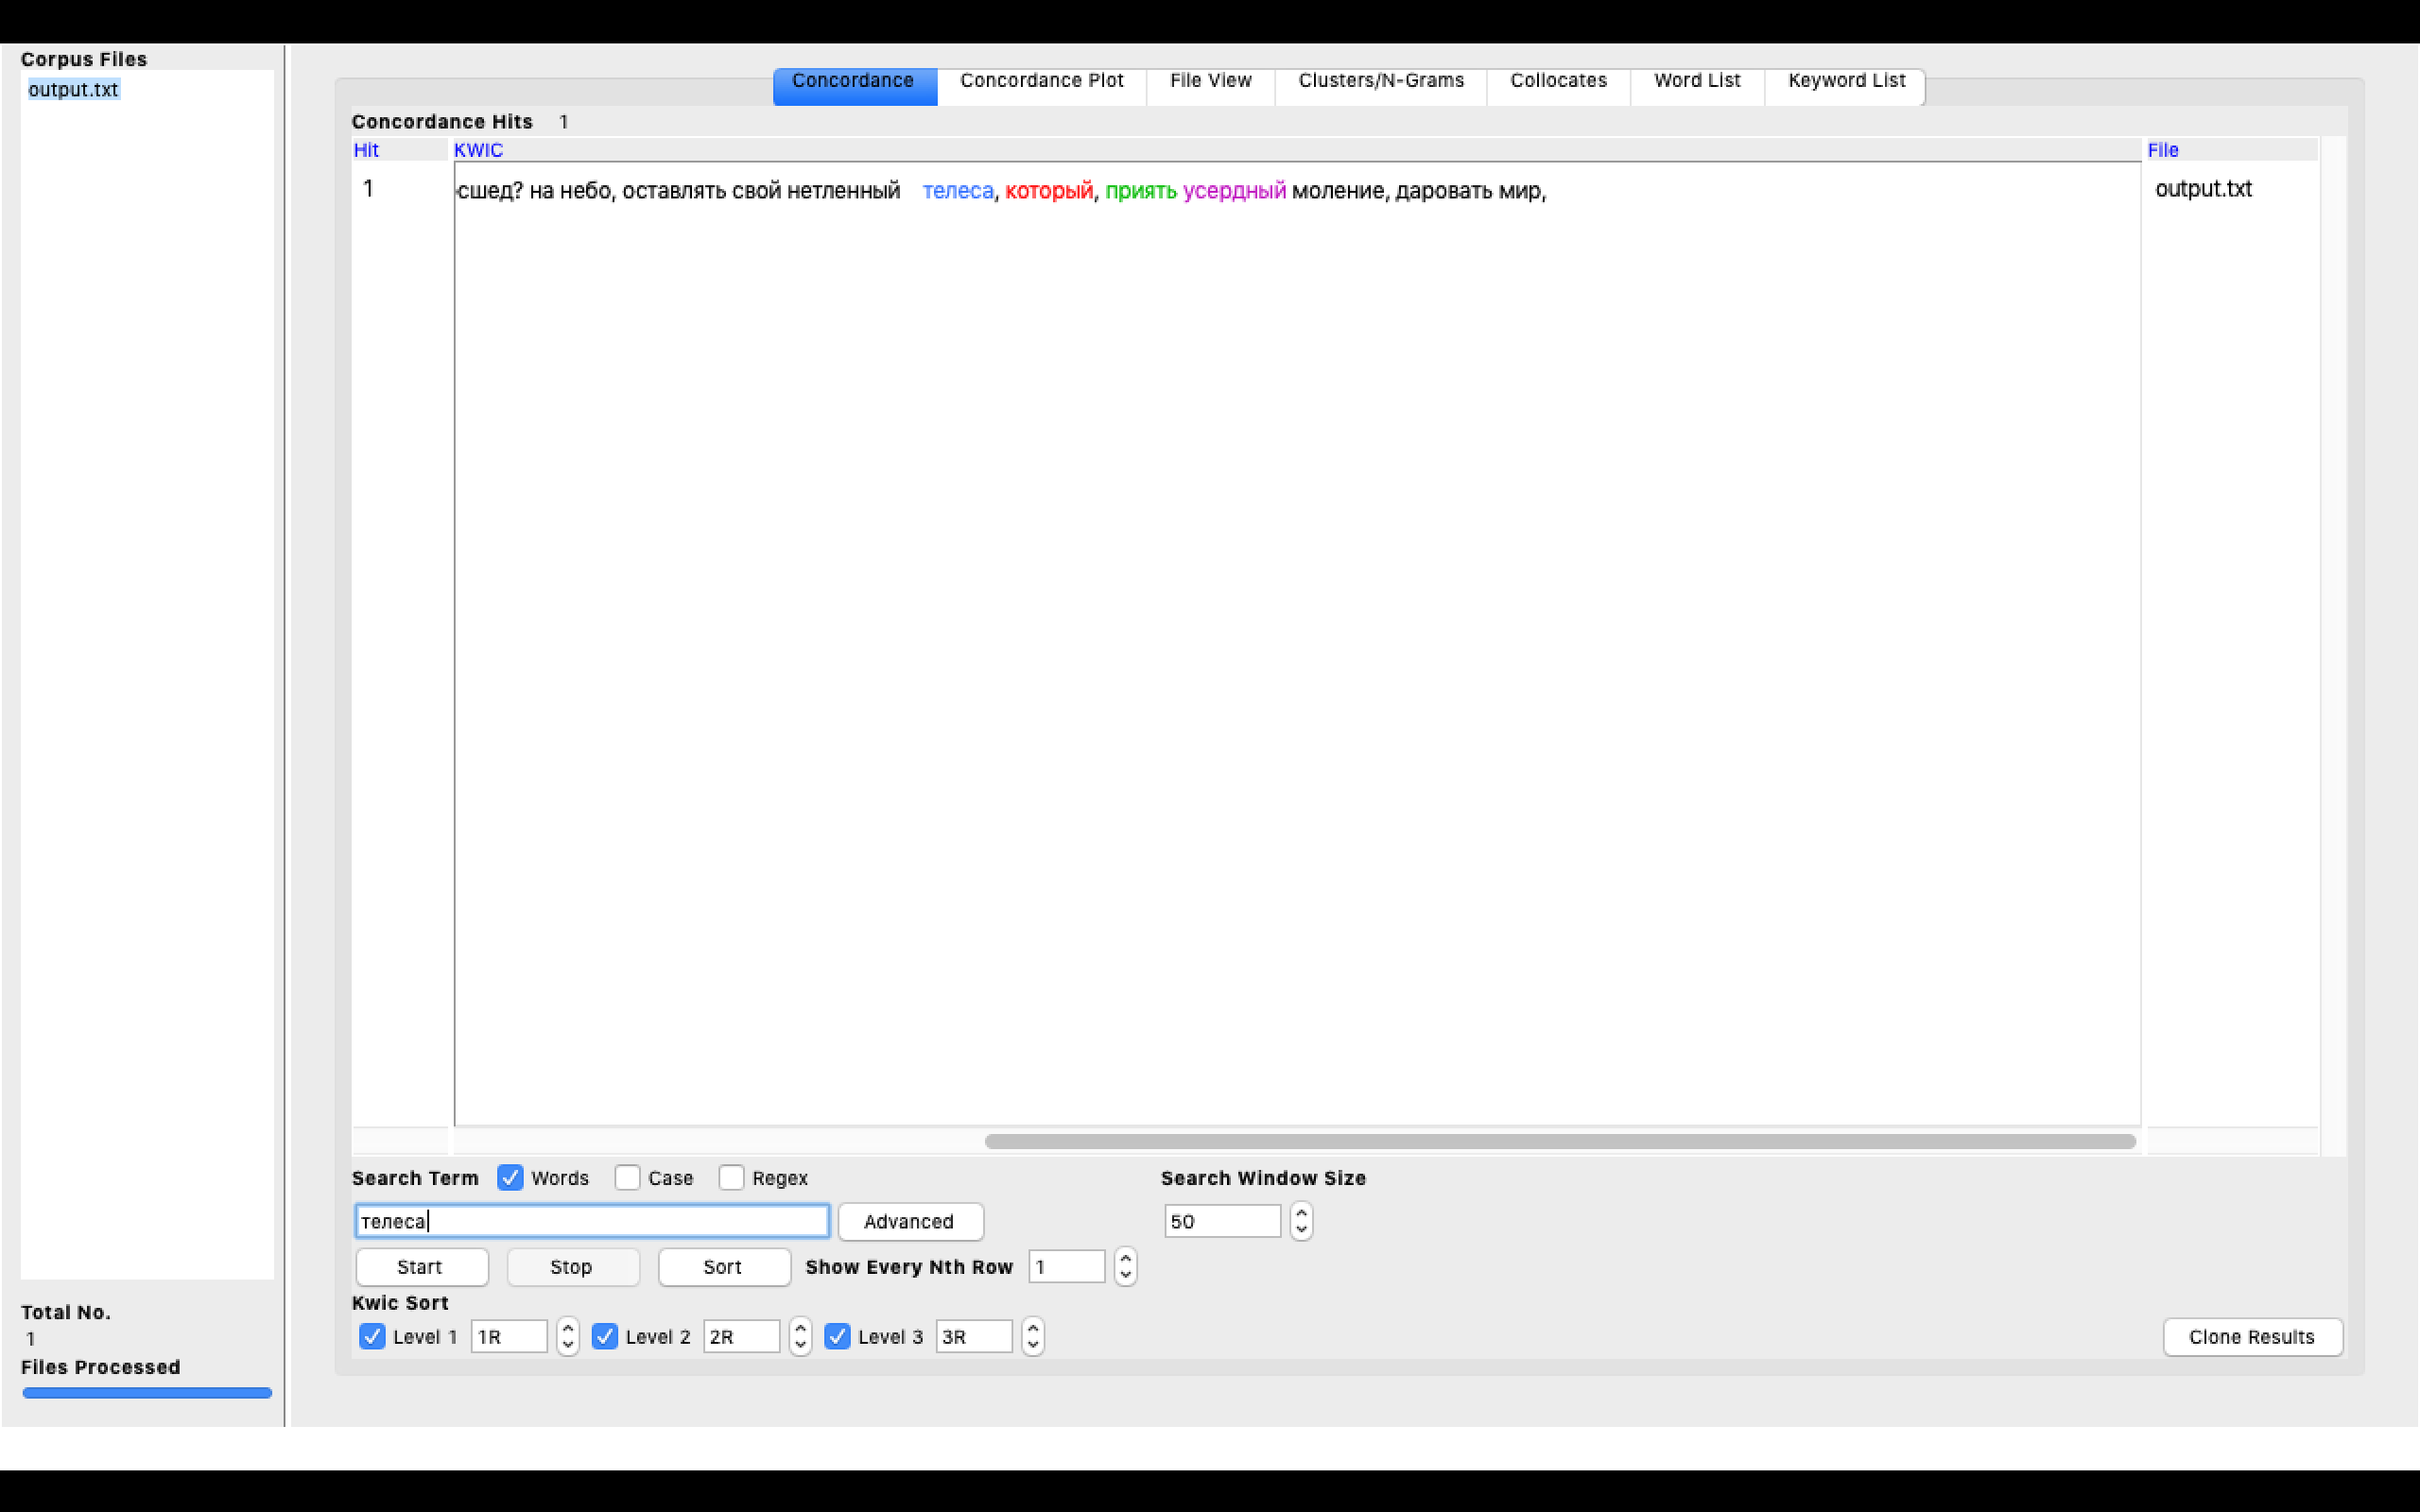 Corpus Files
output.txt
Concordance Concordance Plot File View Clusters/N-Grams Collocates Word List Keyword List
Concordance Hits 1
Hit KWIC File
1 сшед? на небо, оставлять свой нетленный телеса, который, приять усердный моление, даровать мир, output.txt
Search Term Words Case Regex Search Window Size
телеса Advanced 50
Start Stop Sort Show Every Nth Row 1
Kwic Sort
Level 1 1R Level 2 2R Level 3 3R Clone Results
Total No.
1
Files Processed